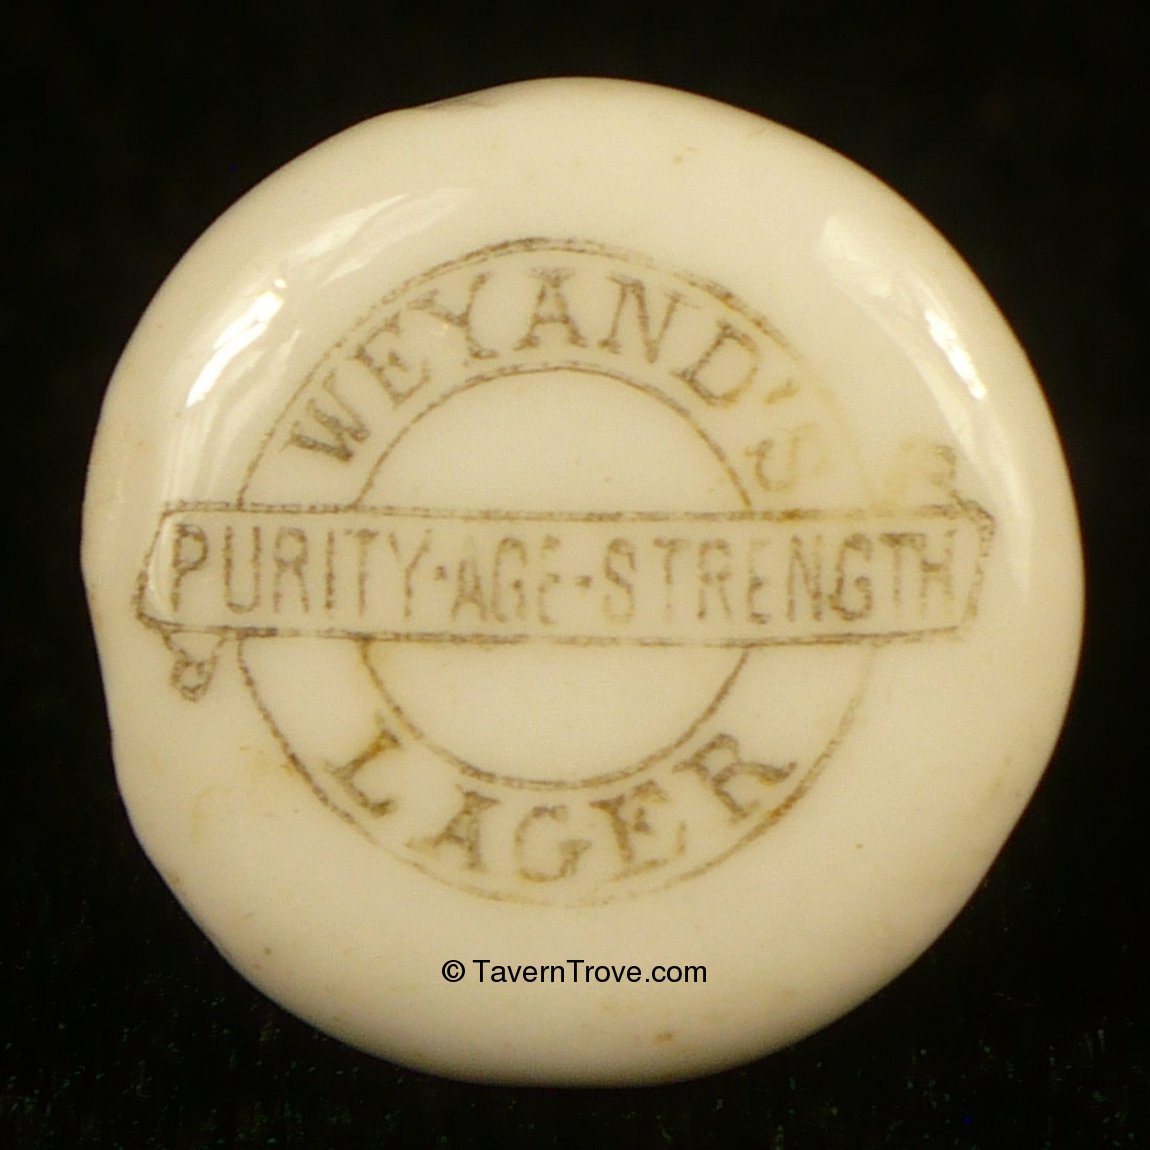 WEYAND'S
PURITY·AGE·STRENGTH
LAGER
© TavernTrove.com